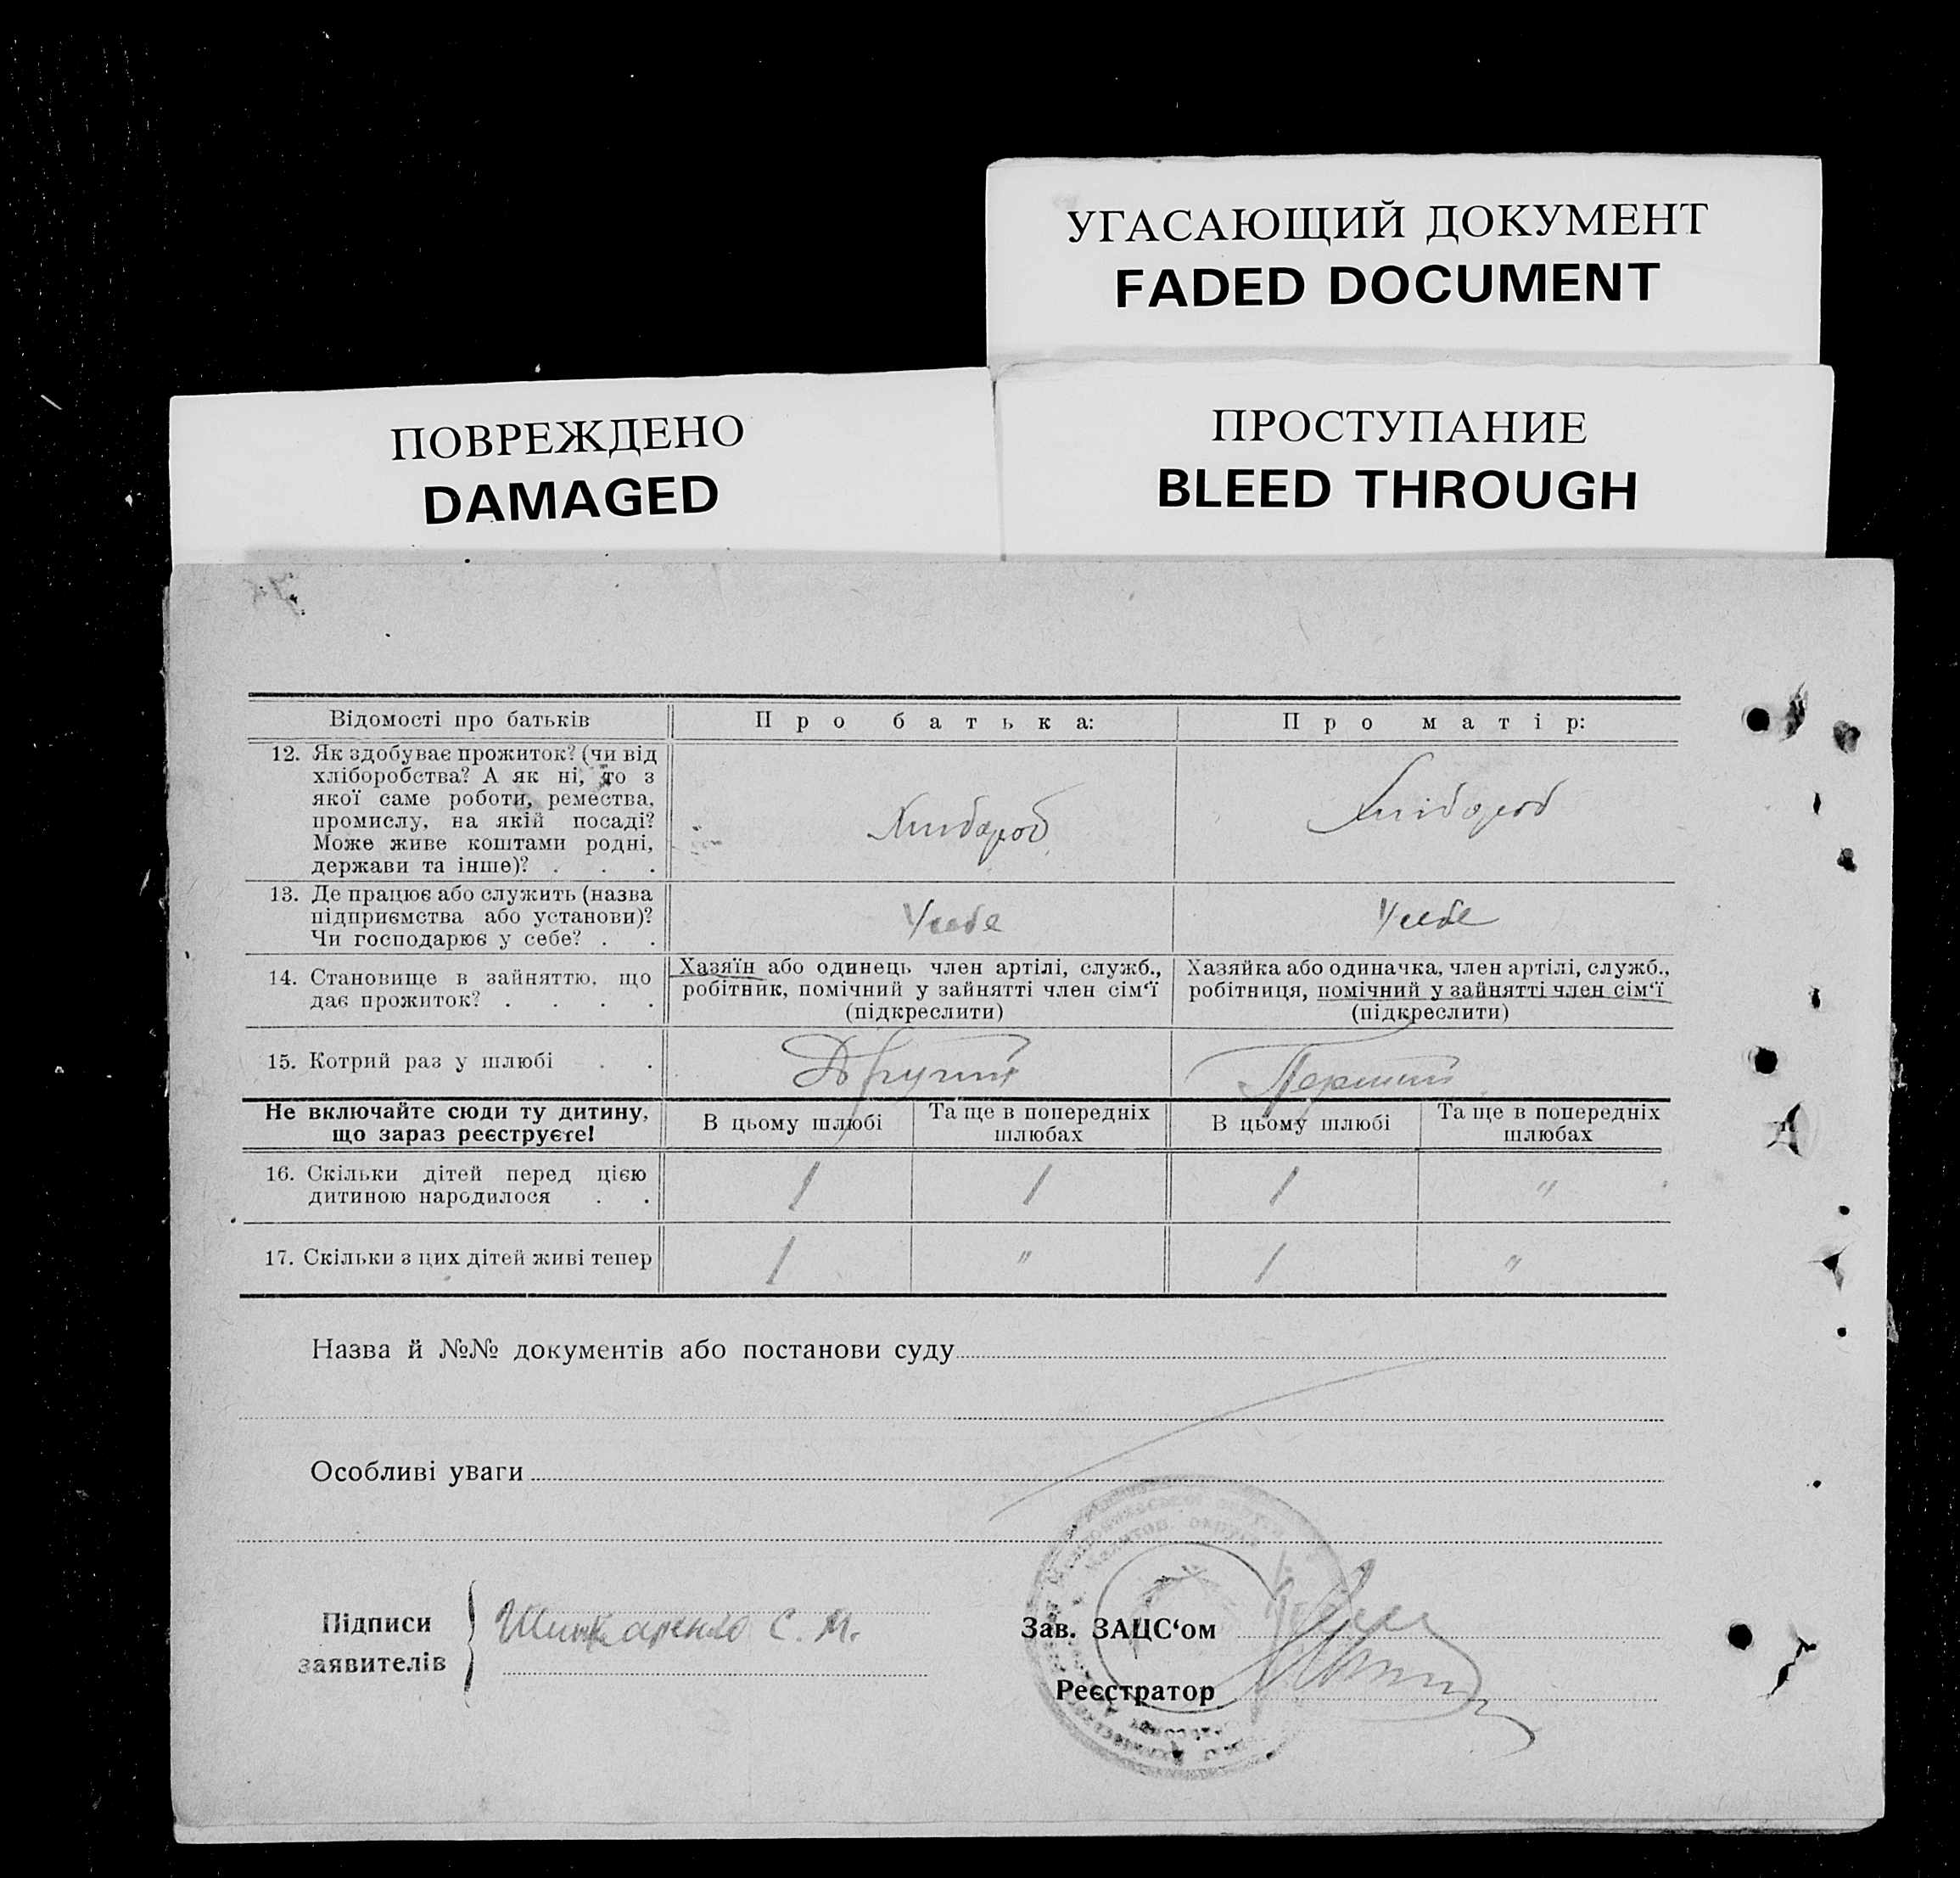 УГАСАЮЩИЙ ДОКУМЕНТ
FADED DOCUMENT
ПОВРЕЖДЕНО
DAMAGED
ПРОСТУПАНИЕ
BLEED THROUGH
Відомості про батьків
Про батька:
Про матір:
12. Як здобуває прожиток? (чи від
хліборобства? А як ні, то з
якої саме роботи, ремества,
промислу, на якій посаді?
Може живе коштами родні,
держави та інше)? . . .
Хлібороб
Хлібороб
13. Де працює або служить (назва
підприємства або установи)?
Чи господарює у себе? . .
У себе
У себе
14. Становище в зайняттю, що
дає прожиток? . . . .
Хазяїн або одинець член артілі, служб.,
робітник, помічний у зайнятті член сім‘ї
(підкреслити)
Хазяйка або одиначка, член артілі, служб.,
робітниця, помічний у зайнятті член сім‘ї
(підкреслити)
15. Котрий раз у шлюбі . .
Другий
Перший
Не включайте сюди ту дитину,
що зараз реєструєте!
В цьому шлюбі
Та ще в попередніх
шлюбах
В цьому шлюбі
Та ще в попередніх
шлюбах
16. Скільки дітей перед цією
дитиною народилося . .
1
1
1
"
17. Скільки з цих дітей живі тепер
1
"
1
"
Назва й №№ документів або постанови суду
Особливі уваги
Підписи
заявителів
Шинкаренко С. М.
Зав. ЗАЦС‘ом
Реєстратор